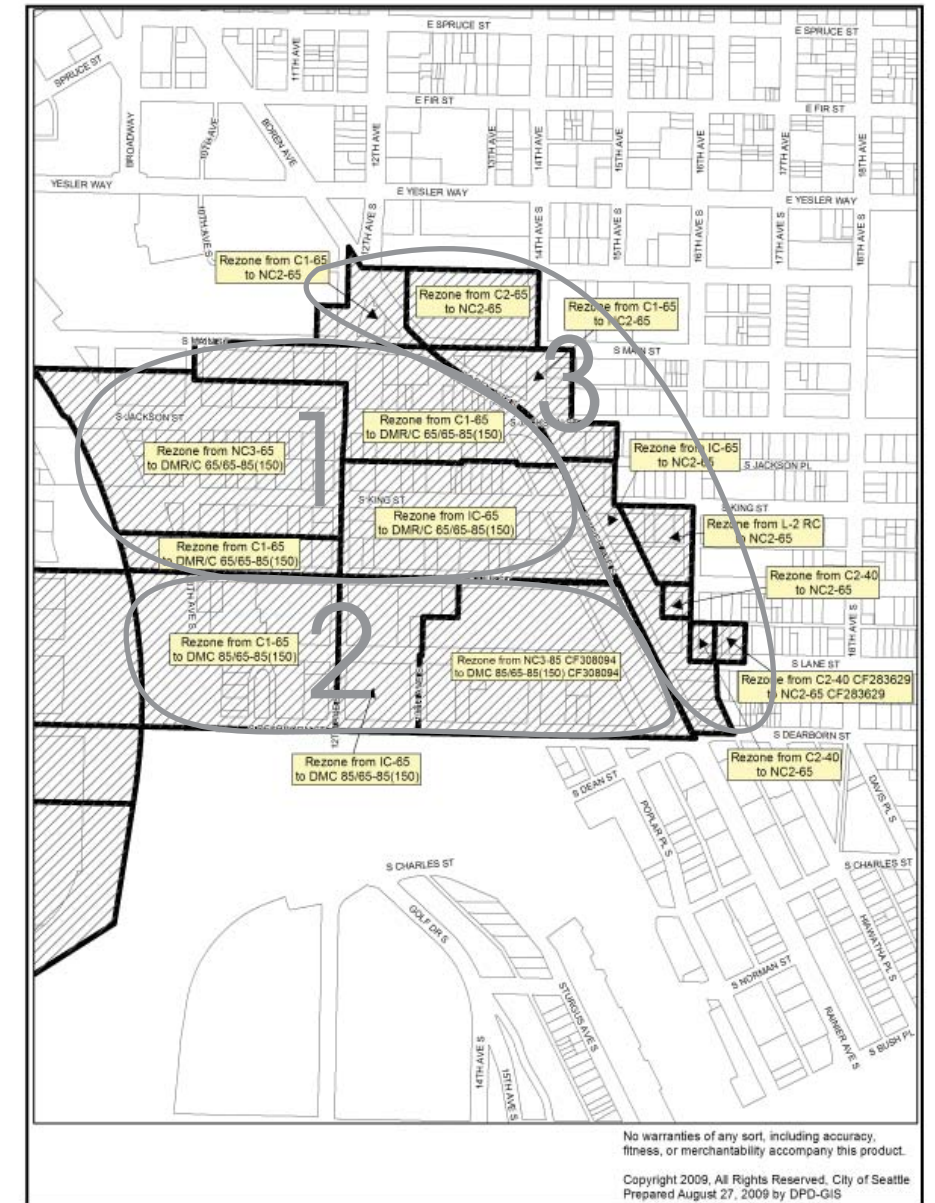 E SPRUCE ST
E SPRUCE ST
SPRUCE ST
11TH AVE
E FIR ST
E FIR ST
BROADWAY
10TH AVE
BOREN AVE
12TH AVE
13TH AVE
14TH AVE
15TH AVE
16TH AVE
17TH AVE
18TH AVE
YESLER WAY
E YESLER WAY
E YESLER WAY
10TH AVE S
12TH AVE S
14TH AVE S
15TH AVE S
16TH AVE S
17TH AVE S
18TH AVE S
Rezone from C1-65
to NC2-65
Rezone from C2-65
to NC2-65
Rezone from C1-65
to NC2-65
S MAIN ST
S MAIN ST
3
S JACKSON ST
1
Rezone from C1-65
to DMR/C 65/65-85(150)
Rezone from NC3-65
to DMR/C 65/65-85(150)
Rezone from IC-65
to NC2-65
S JACKSON PL
S KING ST
S KING ST
Rezone from IC-65
to DMR/C 65/65-85(150)
Rezone from L-2 RC
to NC2-65
Rezone from C1-65
to DMR/C 65/65-85(150)
Rezone from C2-40
to NC2-65
18TH AVE S
2
Rezone from C1-65
to DMC 85/65-85(150)
Rezone from NC3-85 CF308094
to DMC 85/65-85(150) CF308094
S LANE ST
Rezone from C2-40 CF283629
to NC2-65 CF283629
S DEARBORN ST
Rezone from IC-65
to DMC 85/65-85(150)
Rezone from C2-40
to NC2-65
S DEAN ST
POPLAR PL S
DAVIS PL S
S CHARLES ST
S CHARLES ST
GOLF DR S
HIAWATHA PL S
S NORMAN ST
STURGUS AVE S
RAINIER AVE S
S BUSH PL
14TH AVE S
15TH AVE S
No warranties of any sort, including accuracy,
fitness, or merchantability accompany this product.
Copyright 2009, All Rights Reserved, City of Seattle
Prepared August 27, 2009 by DPD-GIS